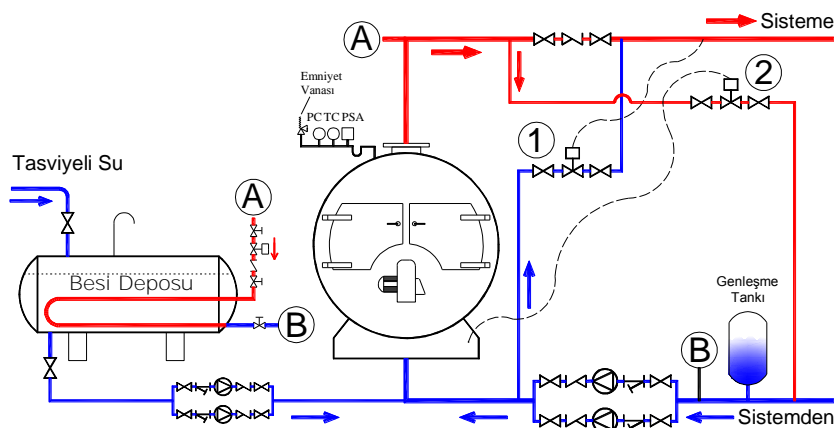 A
Sisteme
Emniyet
Vanası
PC TC PSA
2
1
Tasviyeli Su
A
Besi Deposu
B
Genleşme
Tankı
B
Sistemden